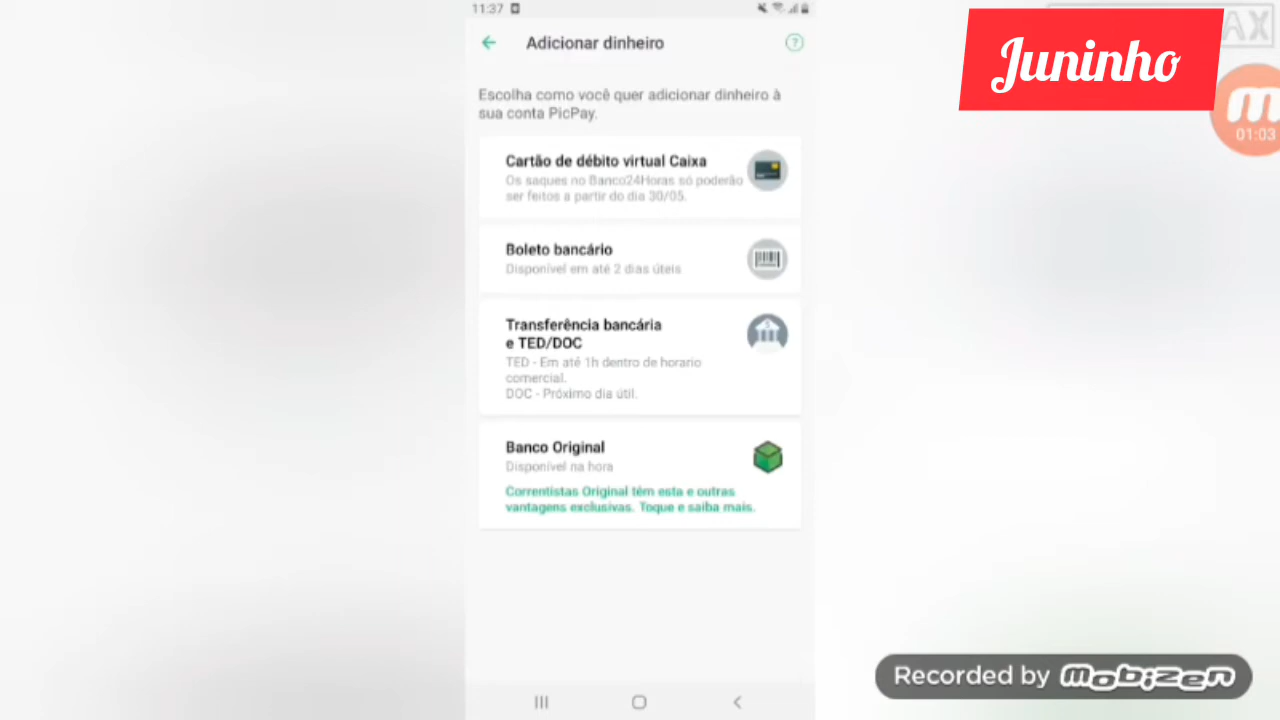 11:37
Adicionar dinheiro
?
Escolha como você quer adicionar dinheiro à
sua conta PicPay.
Cartão de débito virtual Caixa
Os saques no Banco24Horas só poderão
ser feitos a partir do dia 30/05.
Boleto bancário
Disponível em até 2 dias úteis
Transferência bancária
e TED/DOC
TED - Em até 1h dentro de horario
comercial.
DOC - Próximo dia útil.
Banco Original
Disponível na hora
Correntistas Original têm esta e outras
vantagens exclusivas. Toque e saiba mais.
Juninho
AX
01:03
Recorded by mobizen